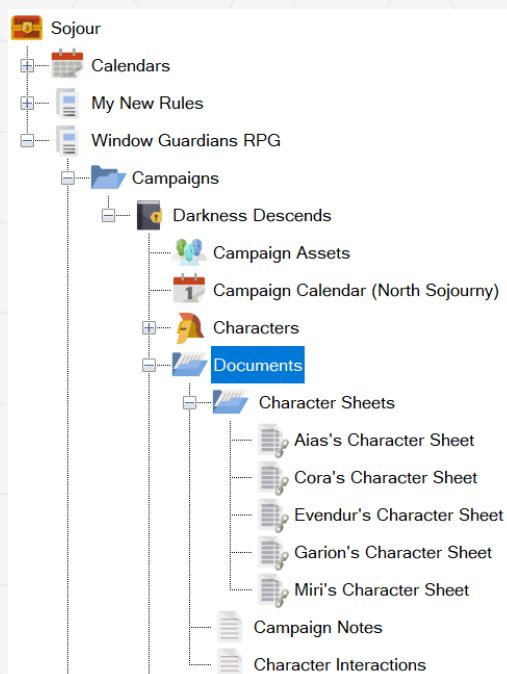 Sojour
Calendars
My New Rules
Window Guardians RPG
Campaigns
Darkness Descends
Campaign Assets
1
Campaign Calendar (North Sojourny)
Characters
Documents
Character Sheets
Aias's Character Sheet
Cora's Character Sheet
Evendur's Character Sheet
Garion's Character Sheet
Miri's Character Sheet
Campaign Notes
Character Interactions